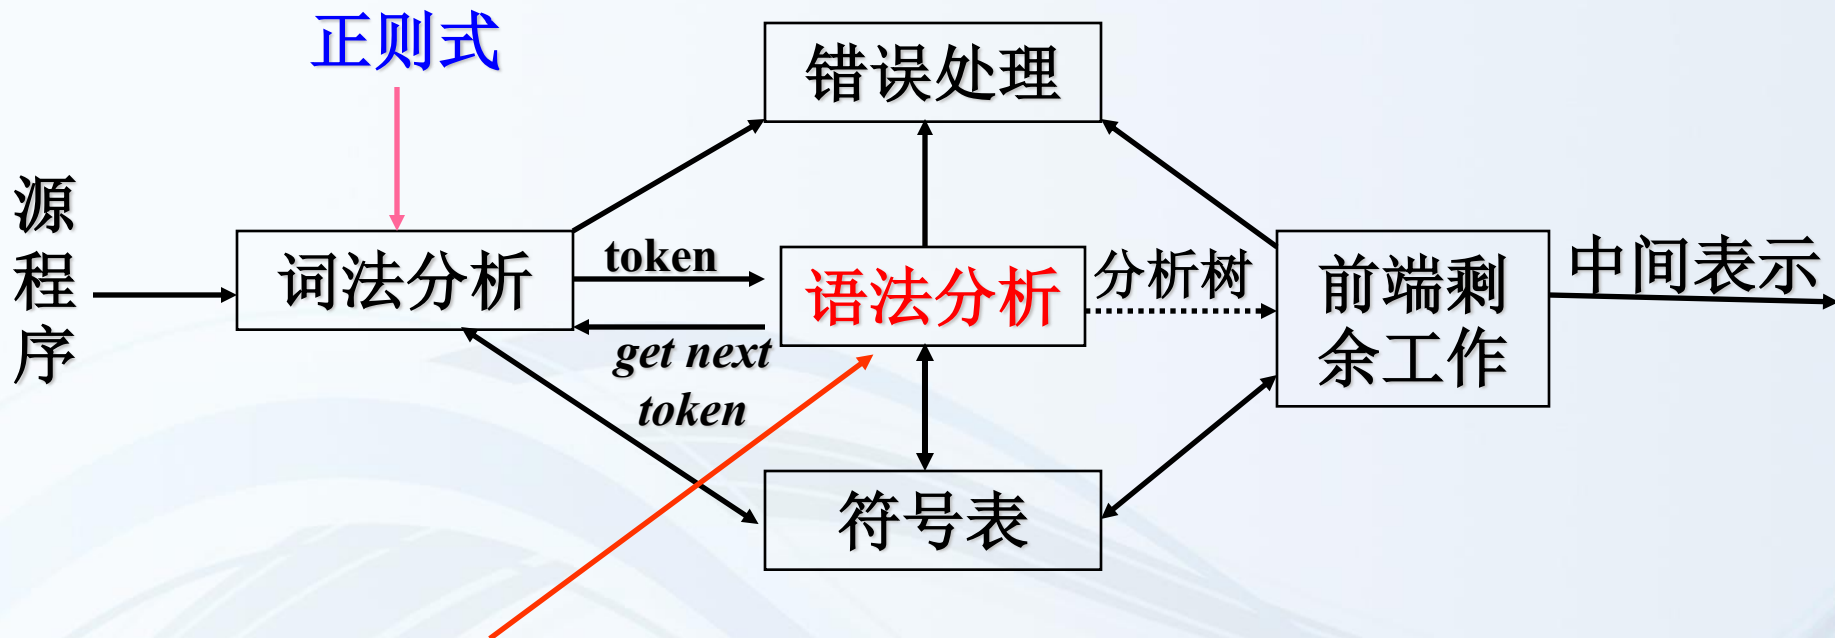 正则式
错误处理
源
程
序
词法分析
token
get next
token
语法分析
分析树
前端剩
余工作
中间表示
符号表